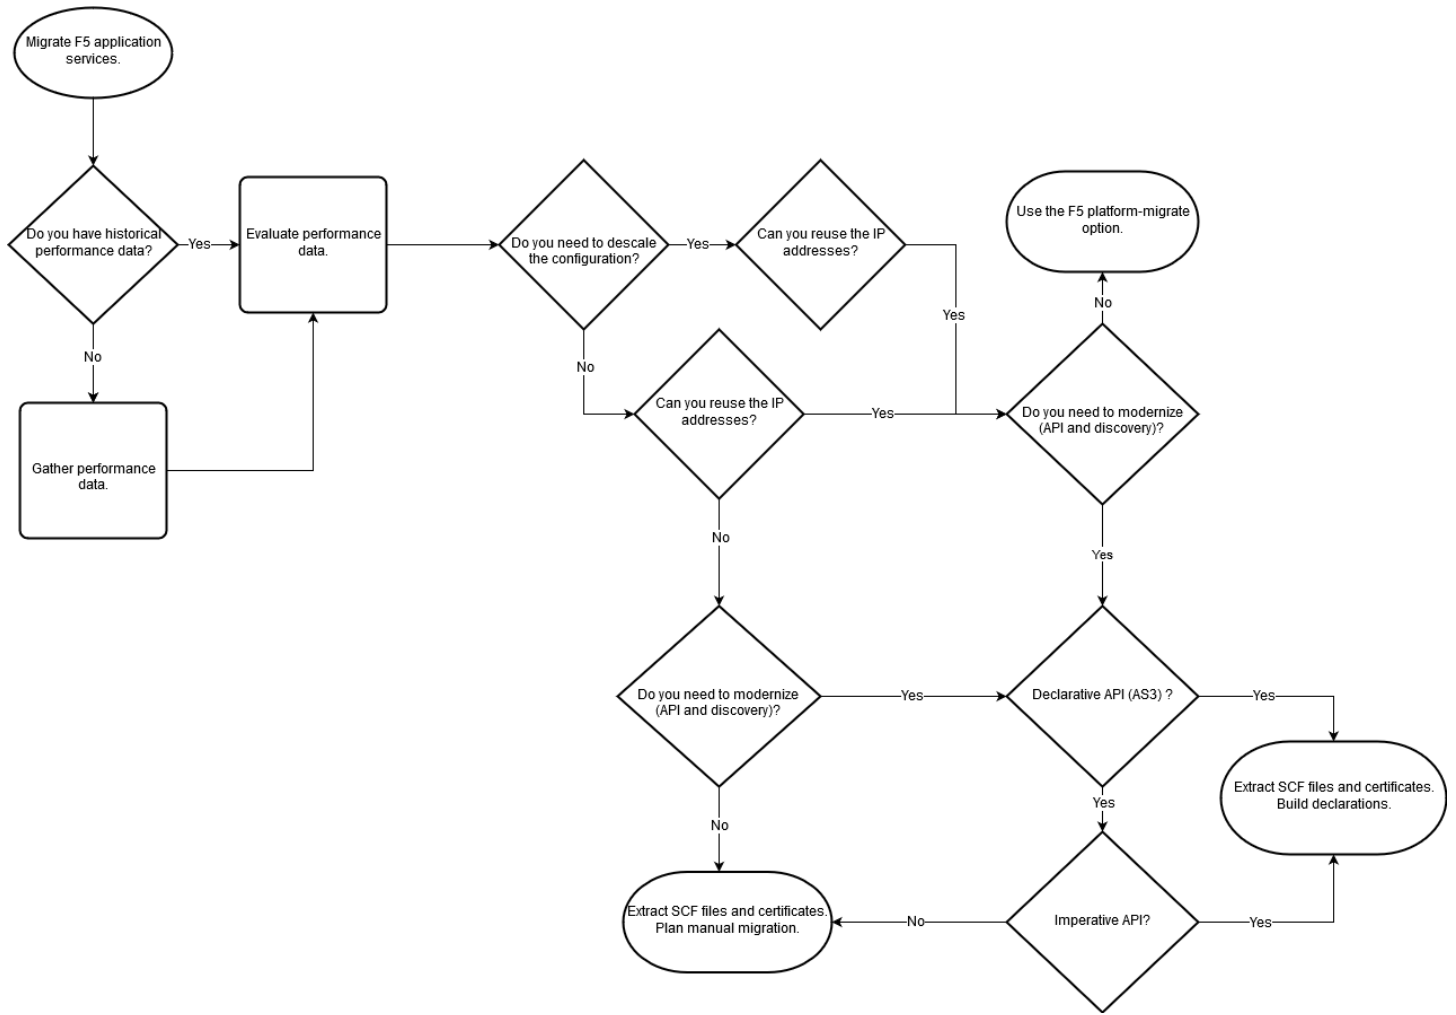 Migrate F5 application
services.
Do you have historical
performance data?
Yes
Evaluate performance
data.
Do you need to descale
the configuration?
Yes
Can you reuse the IP
addresses?
Yes
Use the F5 platform-migrate
option.
No
No
Gather performance
data.
No
Can you reuse the IP
addresses?
Yes
Do you need to modernize
(API and discovery)?
No
Yes
Do you need to modernize
(API and discovery)?
Yes
Declarative API (AS3) ?
Yes
Extract SCF files and certificates.
Build declarations.
No
Yes
Extract SCF files and certificates.
Plan manual migration.
No
Imperative API?
Yes